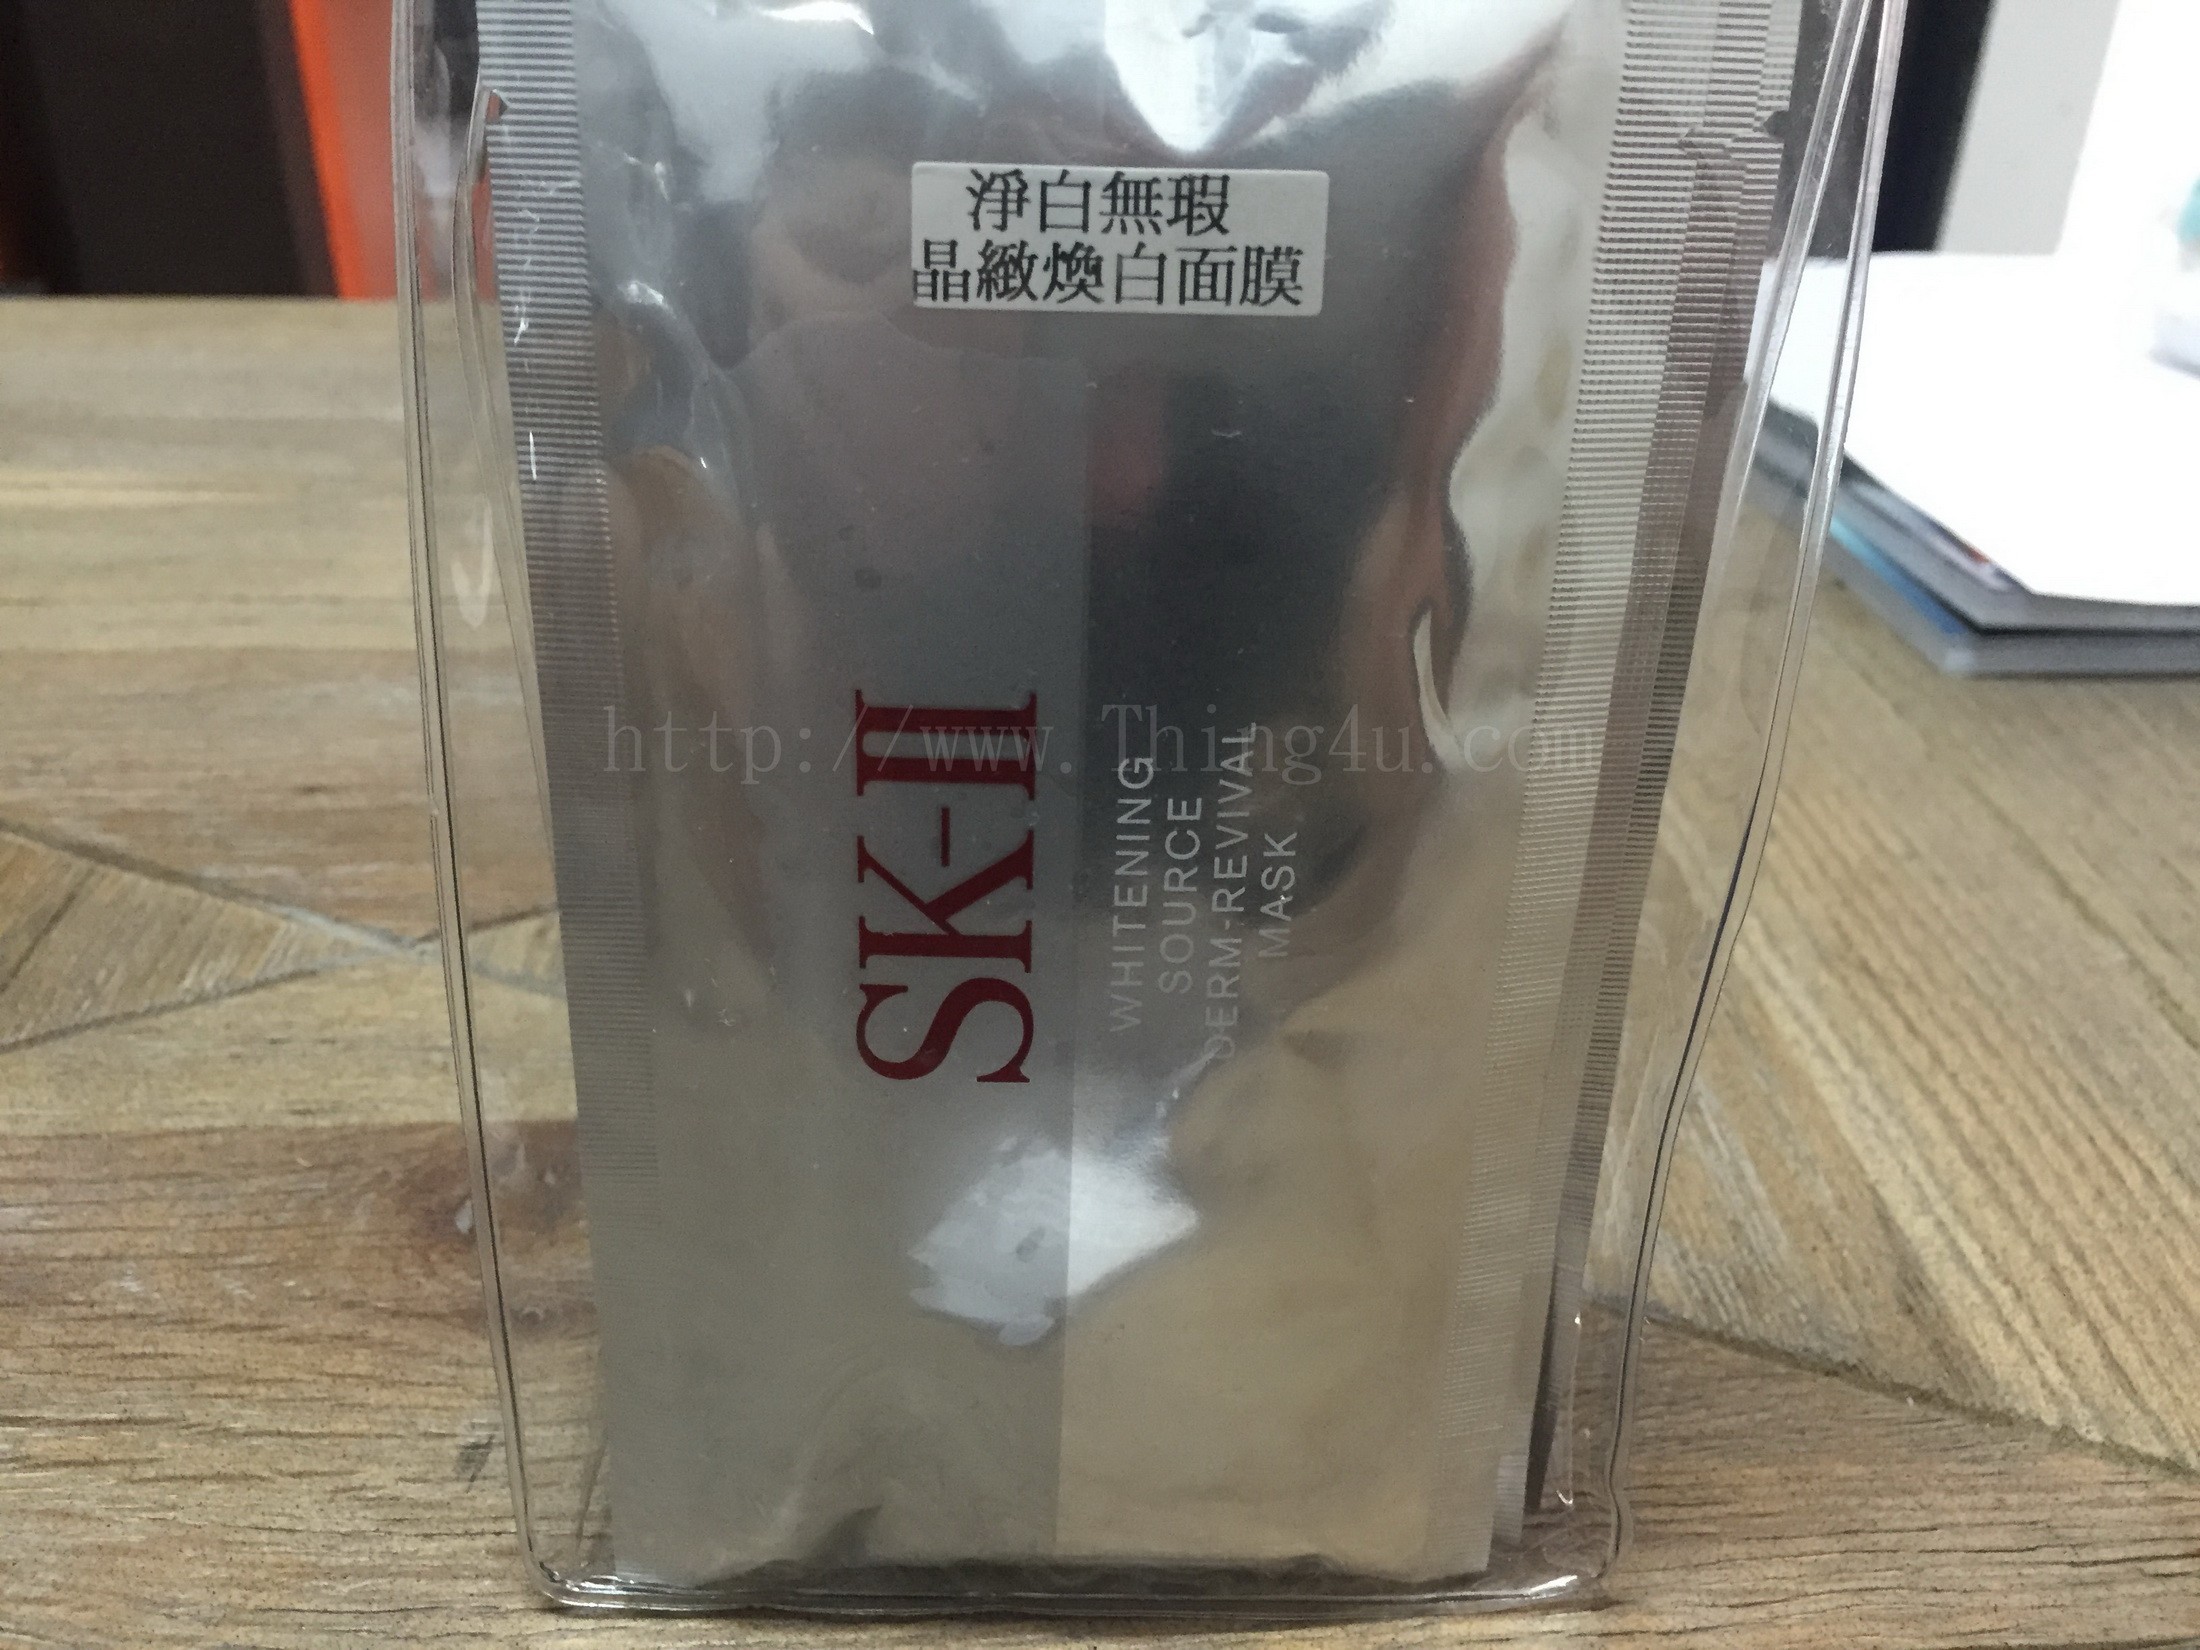 淨白無瑕
晶緻煥白面膜
http://www.Thing4u.com
SK-II
WHITENING
SOURCE
DERM-REVIVAL
MASK